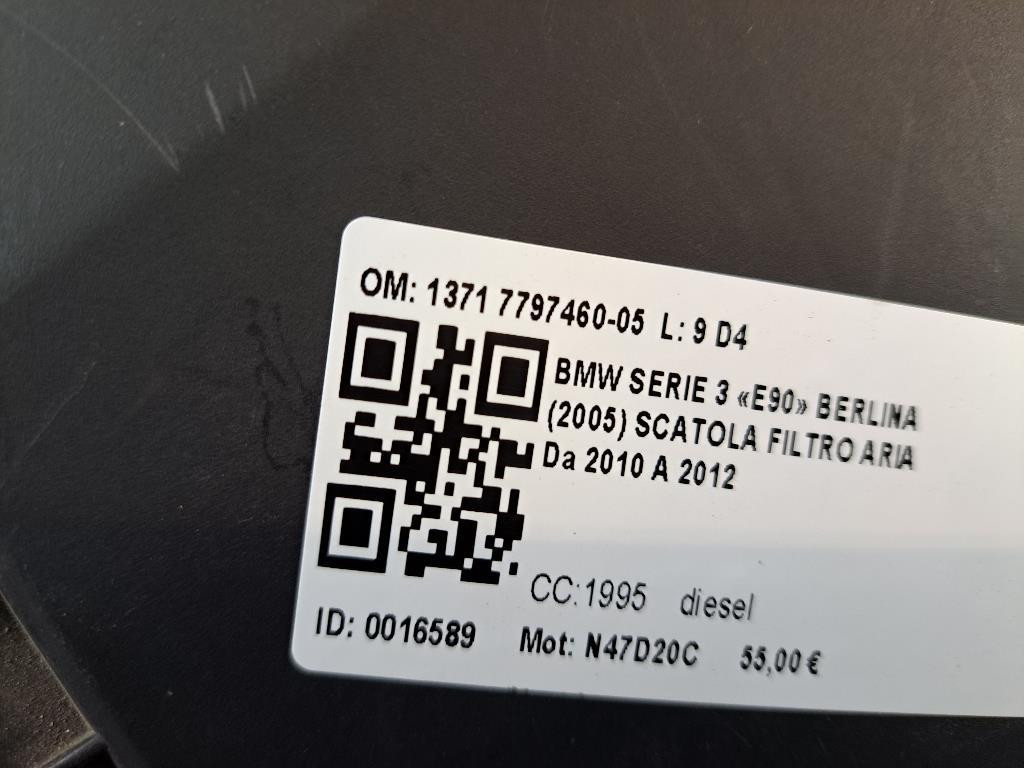 OM: 1371 7797460-05 L: 9 D4
BMW SERIE 3 «E90» BERLINA
(2005) SCATOLA FILTRO ARIA
Da 2010 A 2012
CC:1995 diesel
ID: 0016589 Mot: N47D20C 55,00 €